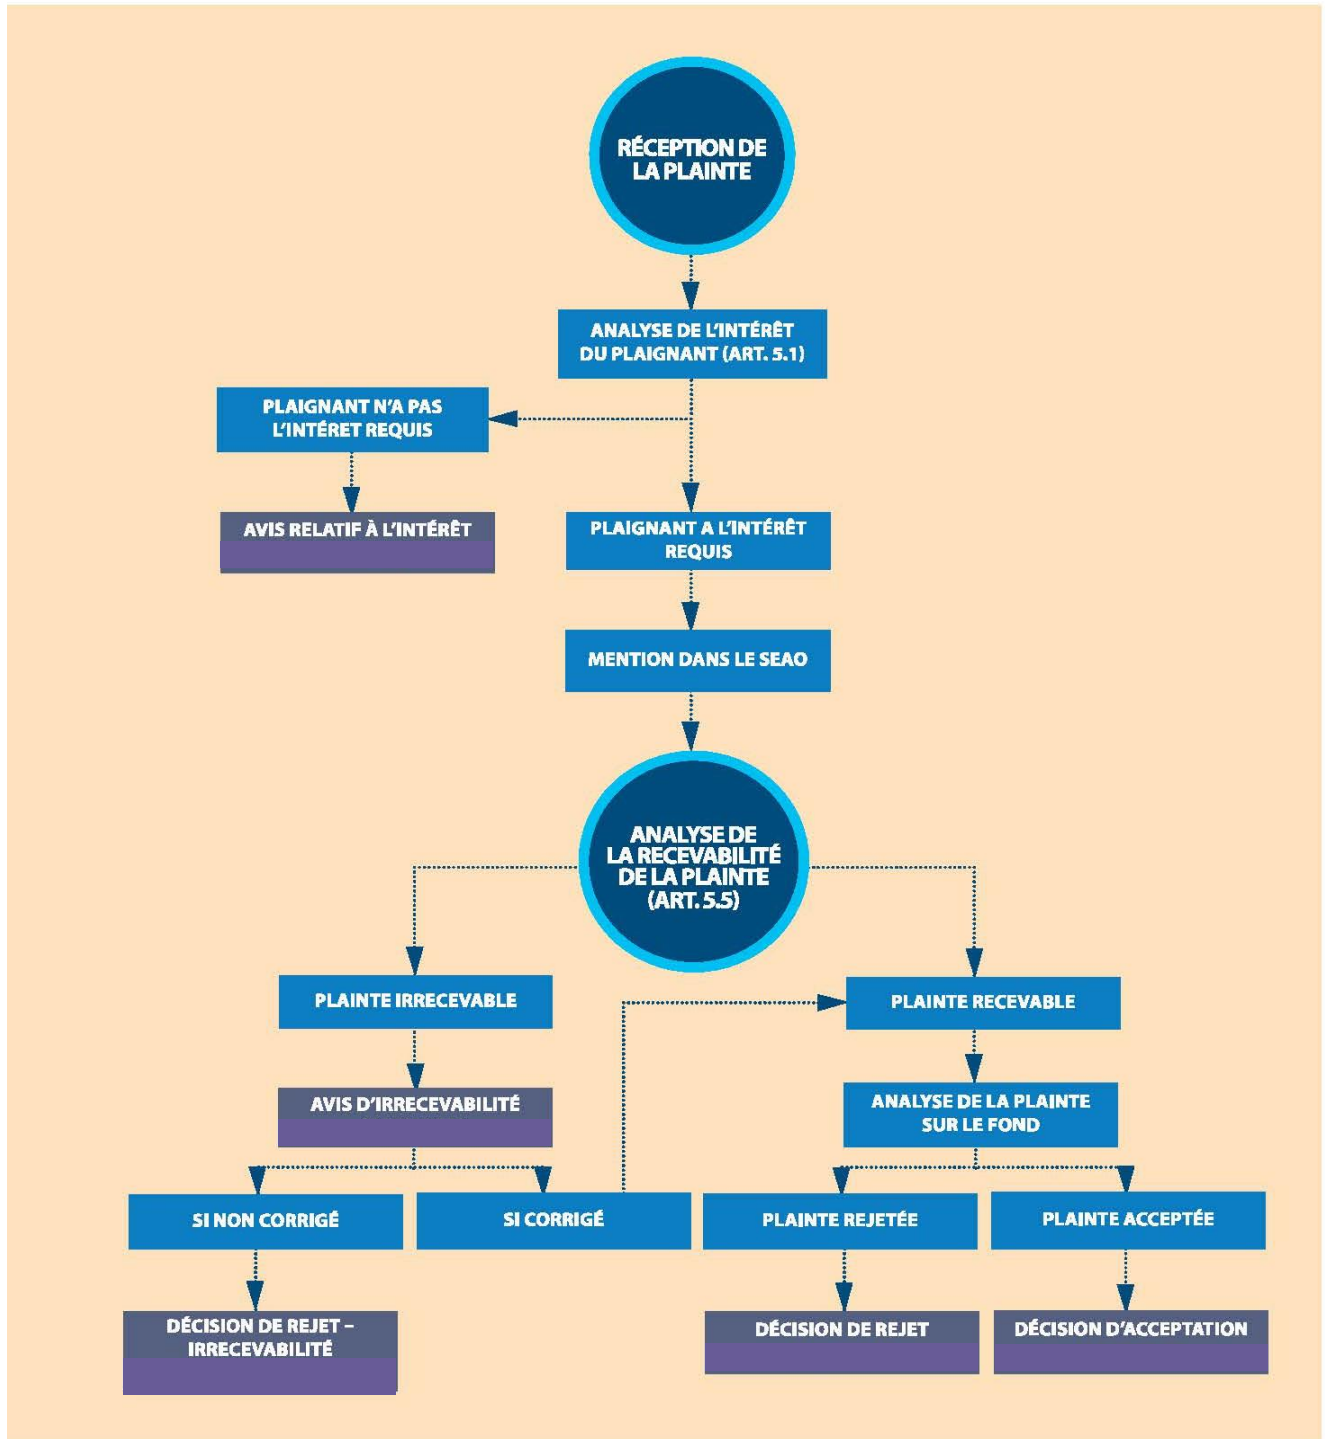 RÉCEPTION DE
LA PLAINTE
ANALYSE DE L'INTÉRÊT
DU PLAIGNANT (ART. 5.1)
PLAIGNANT N'A PAS
L'INTÉRET REQUIS
AVIS RELATIF À L'INTÉRÊT
PLAIGNANT A L'INTÉRÊT
REQUIS
MENTION DANS LE SEAO
ANALYSE DE
LA RECEVABILITÉ
DE LA PLAINTE
(ART. 5.5)
PLAINTE IRRECEVABLE
PLAINTE RECEVABLE
AVIS D'IRRECEVABILITÉ
ANALYSE DE LA PLAINTE
SUR LE FOND
SI NON CORRIGÉ
SI CORRIGÉ
PLAINTE REJETÉE
PLAINTE ACCEPTÉE
DÉCISION DE REJET –
IRRECEVABILITÉ
DÉCISION DE REJET
DÉCISION D'ACCEPTATION